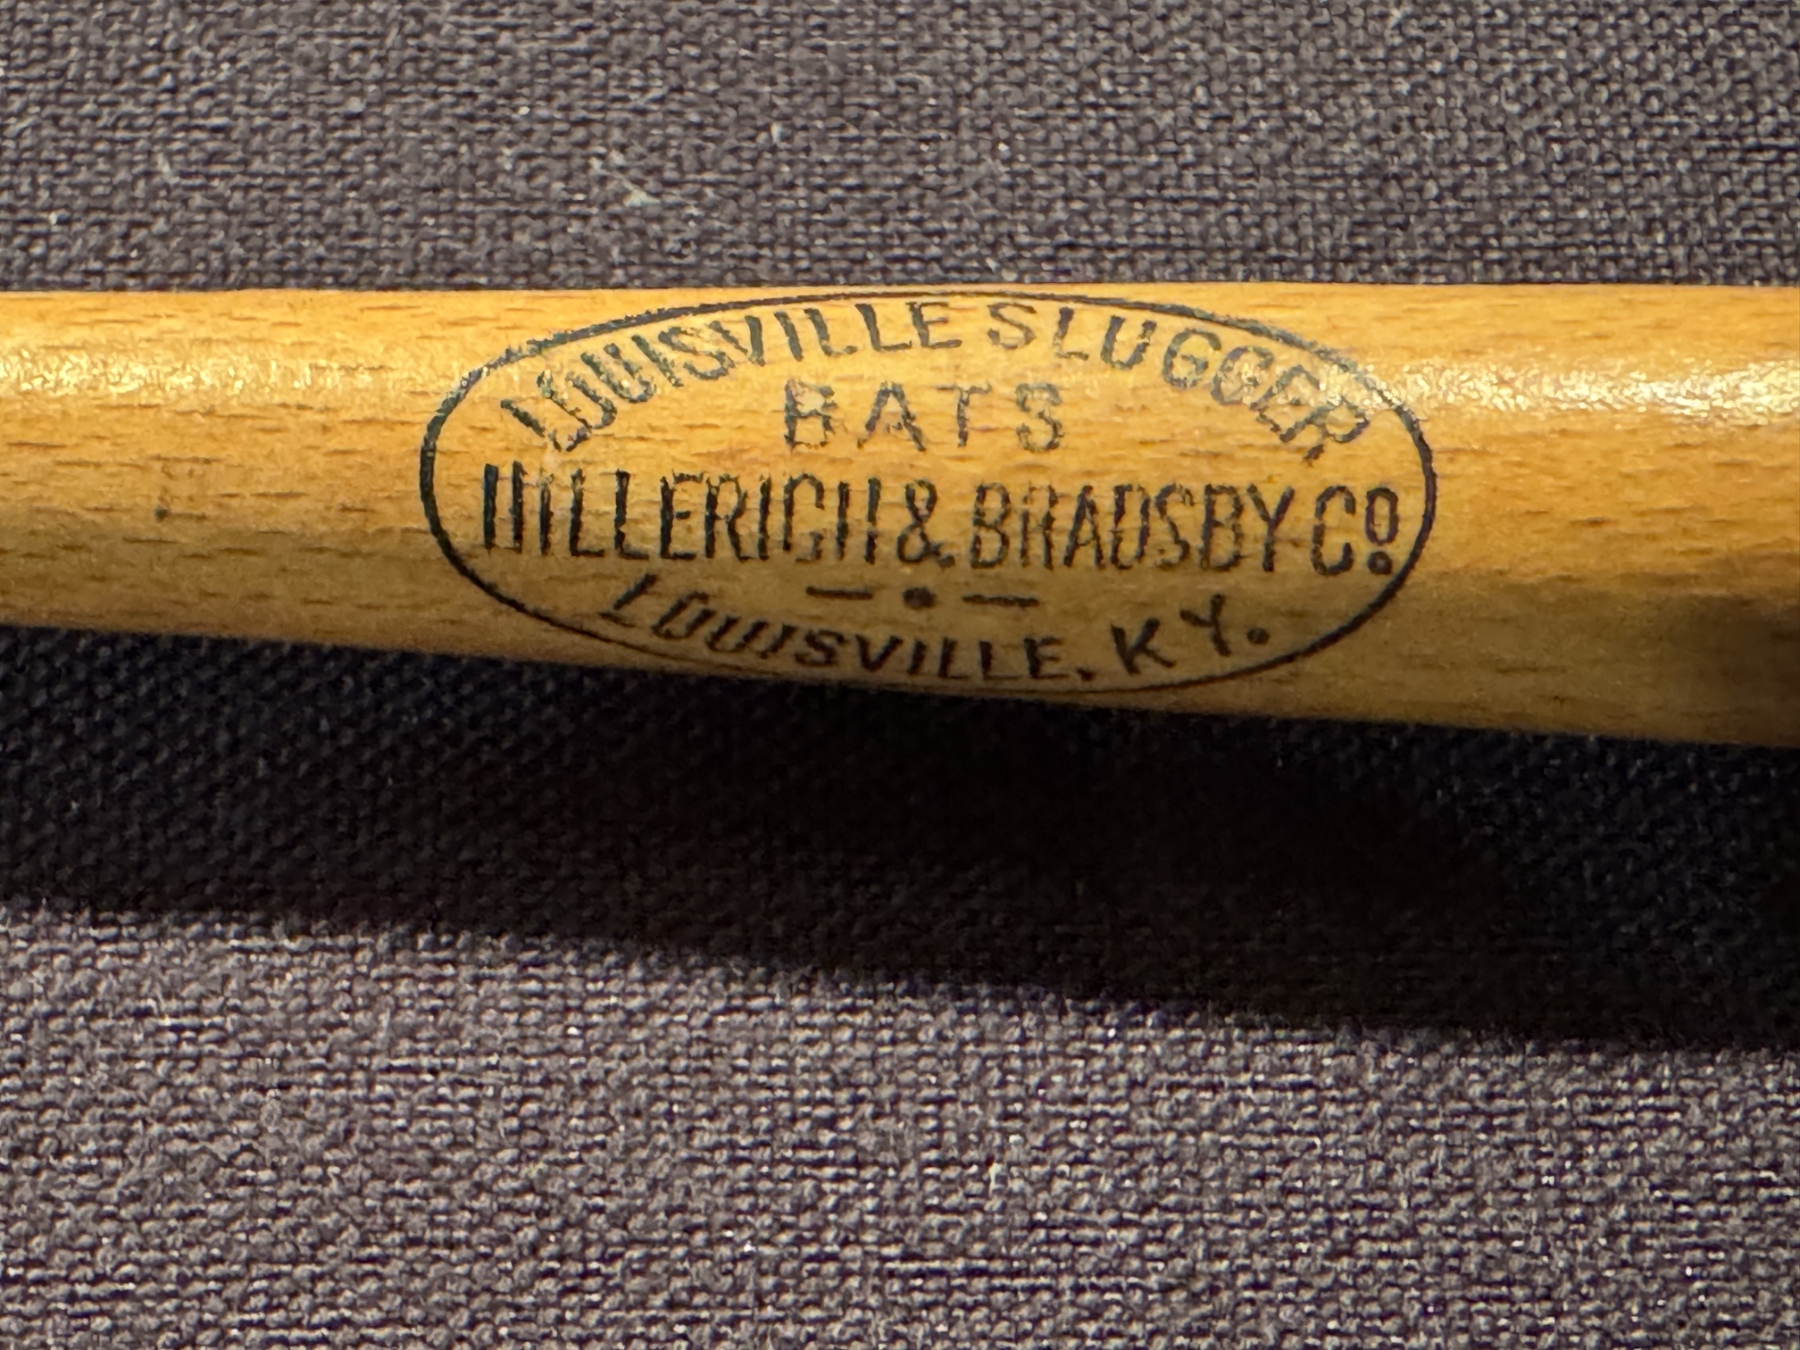 LOUISVILLE SLUGGER
BATS
HILLERICH & BRADSBY Co.
LOUISVILLE, KY.